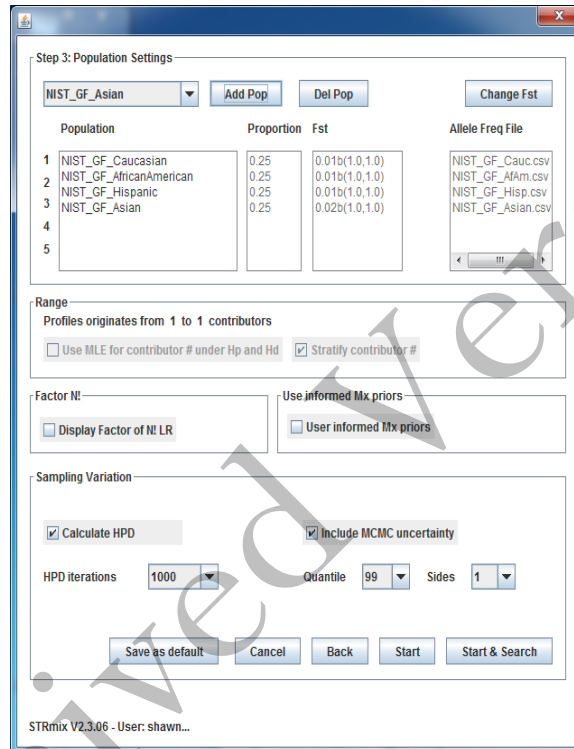 Step 3: Population Settings
NIST_GF_Asian Add Pop Del Pop Change Fst
Population Proportion Fst Allele Freq File
1 NIST_GF_Caucasian 0.25 0.01b(1.0,1.0) NIST_GF_Cauc.csv
2 NIST_GF_AfricanAmerican 0.25 0.01b(1.0,1.0) NIST_GF_AfAm.csv
3 NIST_GF_Hispanic 0.25 0.01b(1.0,1.0) NIST_GF_Hisp.csv
4 NIST_GF_Asian 0.25 0.02b(1.0,1.0) NIST_GF_Asian.csv
5
Range
Profiles originates from 1 to 1 contributors
Use MLE for contributor # under Hp and Hd Stratify contributor #
Factor N! Use informed Mx priors
Display Factor of N! LR User informed Mx priors
Sampling Variation
Calculate HPD Include MCMC uncertainty
HPD iterations 1000 Quantile 99 Sides 1
Save as default Cancel Back Start Start & Search
STRmix V2.3.06 - User: shawn...
ived Ver